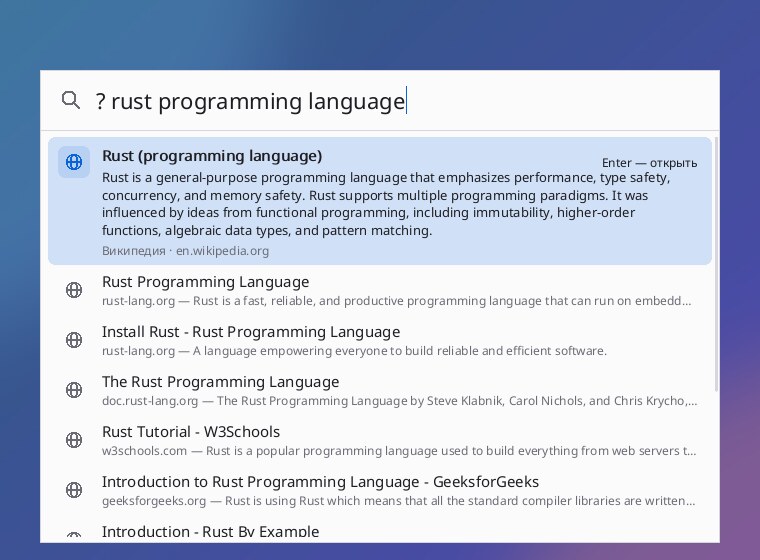 ? rust programming language
Rust (programming language)
Enter — открыть
Rust is a general-purpose programming language that emphasizes performance, type safety,
concurrency, and memory safety. Rust supports multiple programming paradigms. It was
influenced by ideas from functional programming, including immutability, higher-order
functions, algebraic data types, and pattern matching.
Википедия · en.wikipedia.org
Rust Programming Language
rust-lang.org — Rust is a fast, reliable, and productive programming language that can run on embedd…
Install Rust - Rust Programming Language
rust-lang.org — A language empowering everyone to build reliable and efficient software.
The Rust Programming Language
doc.rust-lang.org — The Rust Programming Language by Steve Klabnik, Carol Nichols, and Chris Krycho,…
Rust Tutorial - W3Schools
w3schools.com — Rust is a popular programming language used to build everything from web servers t…
Introduction to Rust Programming Language - GeeksforGeeks
geeksforgeeks.org — Rust is using Rust which means that all the standard compiler libraries are written…
Introduction - Rust By Example